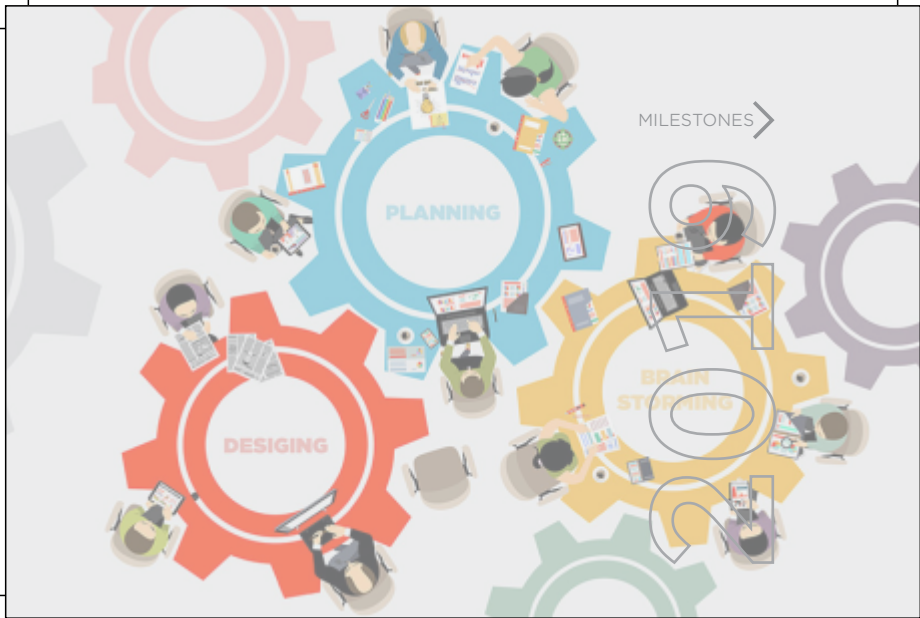 MILESTONES
2019
PLANNING
BRAIN
STORMING
DESIGING